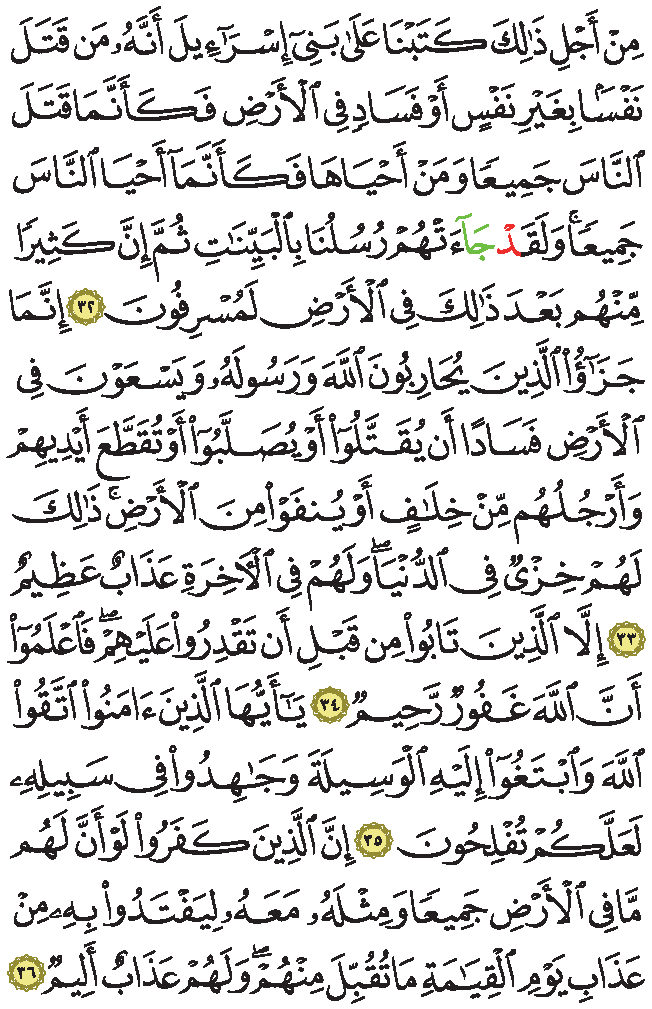 مِنْ أَجْلِ ذَٰلِكَ كَتَبْنَا عَلَىٰ بَنِىٓ إِسْرَٰٓءِيلَ أَنَّهُۥ مَن قَتَلَ
نَفْسًۢا بِغَيْرِ نَفْسٍ أَوْ فَسَادٍ فِى ٱلْأَرْضِ فَكَأَنَّمَا قَتَلَ
ٱلنَّاسَ جَمِيعًا وَمَنْ أَحْيَاهَا فَكَأَنَّمَآ أَحْيَا ٱلنَّاسَ
جَمِيعًا ۚ وَلَقَدْ جَآءَتْهُمْ رُسُلُنَا بِٱلْبَيِّنَٰتِ ثُمَّ إِنَّ كَثِيرًا
مِّنْهُم بَعْدَ ذَٰلِكَ فِى ٱلْأَرْضِ لَمُسْرِفُونَ ٣٢ إِنَّمَا
جَزَٰٓؤُا۟ ٱلَّذِينَ يُحَارِبُونَ ٱللَّهَ وَرَسُولَهُۥ وَيَسْعَوْنَ فِى
ٱلْأَرْضِ فَسَادًا أَن يُقَتَّلُوٓا۟ أَوْ يُصَلَّبُوٓا۟ أَوْ تُقَطَّعَ أَيْدِيهِمْ
وَأَرْجُلُهُم مِّنْ خِلَٰفٍ أَوْ يُنفَوْا۟ مِنَ ٱلْأَرْضِ ۚ ذَٰلِكَ
لَهُمْ خِزْىٌ فِى ٱلدُّنْيَا ۖ وَلَهُمْ فِى ٱلْءَاخِرَةِ عَذَابٌ عَظِيمٌ
٣٣ إِلَّا ٱلَّذِينَ تَابُوا۟ مِن قَبْلِ أَن تَقْدِرُوا۟ عَلَيْهِمْ ۖ فَٱعْلَمُوٓا۟
أَنَّ ٱللَّهَ غَفُورٌ رَّحِيمٌ ٣٤ يَٰٓأَيُّهَا ٱلَّذِينَ ءَامَنُوا۟ ٱتَّقُوا۟
ٱللَّهَ وَٱبْتَغُوٓا۟ إِلَيْهِ ٱلْوَسِيلَةَ وَجَٰهِدُوا۟ فِى سَبِيلِهِۦ
لَعَلَّكُمْ تُفْلِحُونَ ٣٥ إِنَّ ٱلَّذِينَ كَفَرُوا۟ لَوْ أَنَّ لَهُم
مَّا فِى ٱلْأَرْضِ جَمِيعًا وَمِثْلَهُۥ مَعَهُۥ لِيَفْتَدُوا۟ بِهِۦ مِنْ
عَذَابِ يَوْمِ ٱلْقِيَٰمَةِ مَا تُقُبِّلَ مِنْهُمْ ۖ وَلَهُمْ عَذَابٌ أَلِيمٌ ٣٦